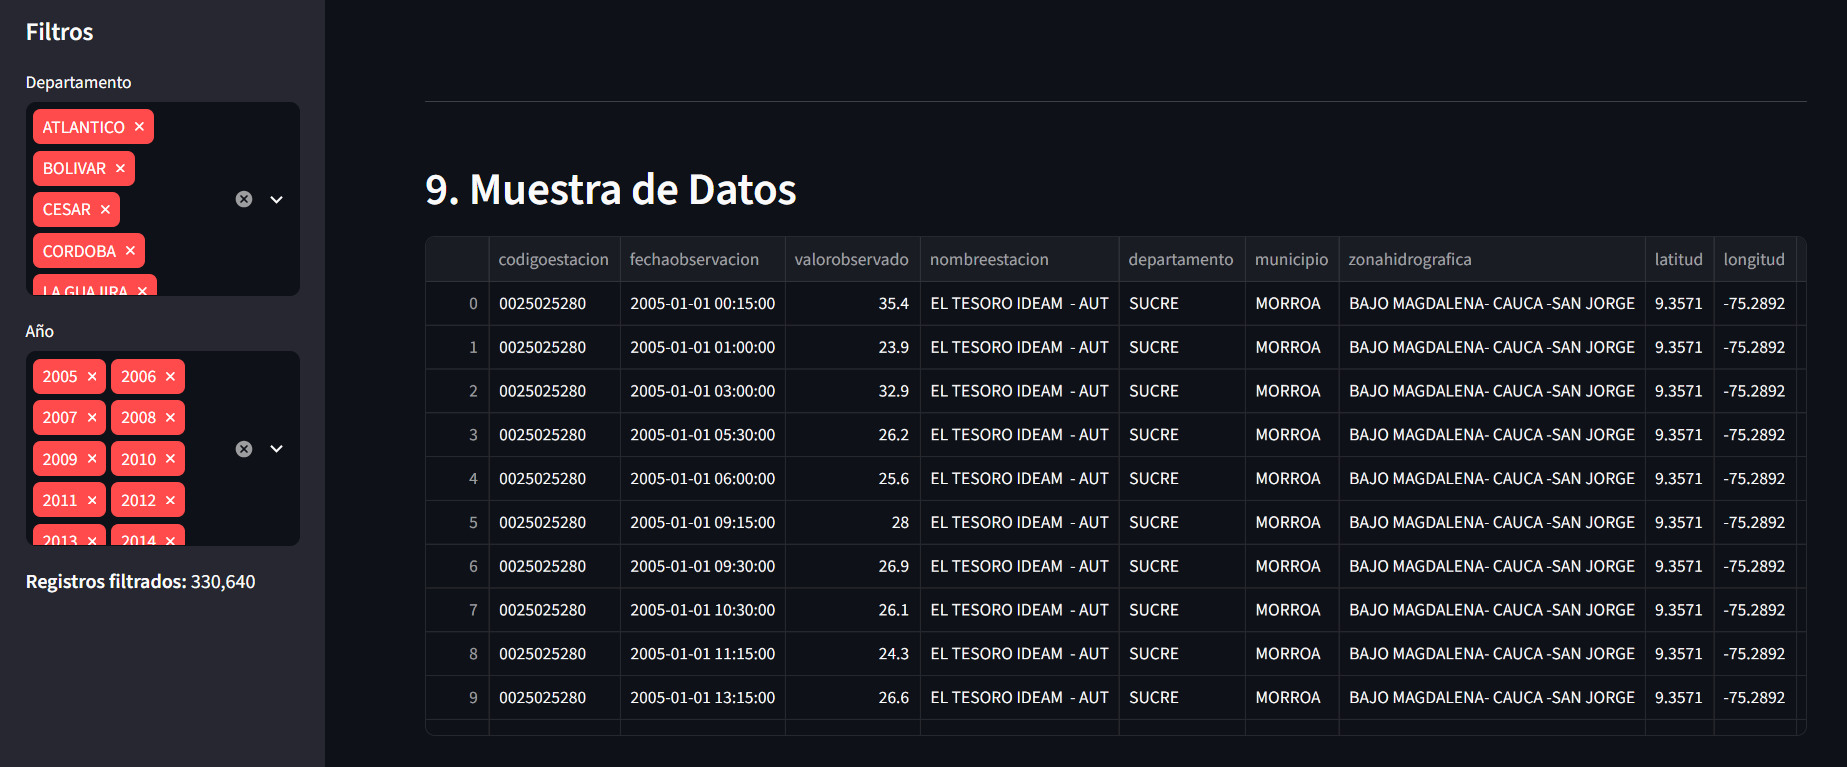 Filtros
Departamento
ATLANTICO
BOLIVAR
CESAR
CORDOBA
LA GUAJIRA
Año
2005 2006
2007 2008
2009 2010
2011 2012
2013 2014
Registros filtrados: 330,640
9. Muestra de Datos
codigoestacion fechaobservacion valorobservado nombreestacion departamento municipio zonahidrografica latitud longitud
0 0025025280 2005-01-01 00:15:00 35.4 EL TESORO IDEAM - AUT SUCRE MORROA BAJO MAGDALENA- CAUCA -SAN JORGE 9.3571 -75.2892
1 0025025280 2005-01-01 01:00:00 23.9 EL TESORO IDEAM - AUT SUCRE MORROA BAJO MAGDALENA- CAUCA -SAN JORGE 9.3571 -75.2892
2 0025025280 2005-01-01 03:00:00 32.9 EL TESORO IDEAM - AUT SUCRE MORROA BAJO MAGDALENA- CAUCA -SAN JORGE 9.3571 -75.2892
3 0025025280 2005-01-01 05:30:00 26.2 EL TESORO IDEAM - AUT SUCRE MORROA BAJO MAGDALENA- CAUCA -SAN JORGE 9.3571 -75.2892
4 0025025280 2005-01-01 06:00:00 25.6 EL TESORO IDEAM - AUT SUCRE MORROA BAJO MAGDALENA- CAUCA -SAN JORGE 9.3571 -75.2892
5 0025025280 2005-01-01 09:15:00 28 EL TESORO IDEAM - AUT SUCRE MORROA BAJO MAGDALENA- CAUCA -SAN JORGE 9.3571 -75.2892
6 0025025280 2005-01-01 09:30:00 26.9 EL TESORO IDEAM - AUT SUCRE MORROA BAJO MAGDALENA- CAUCA -SAN JORGE 9.3571 -75.2892
7 0025025280 2005-01-01 10:30:00 26.1 EL TESORO IDEAM - AUT SUCRE MORROA BAJO MAGDALENA- CAUCA -SAN JORGE 9.3571 -75.2892
8 0025025280 2005-01-01 11:15:00 24.3 EL TESORO IDEAM - AUT SUCRE MORROA BAJO MAGDALENA- CAUCA -SAN JORGE 9.3571 -75.2892
9 0025025280 2005-01-01 13:15:00 26.6 EL TESORO IDEAM - AUT SUCRE MORROA BAJO MAGDALENA- CAUCA -SAN JORGE 9.3571 -75.2892